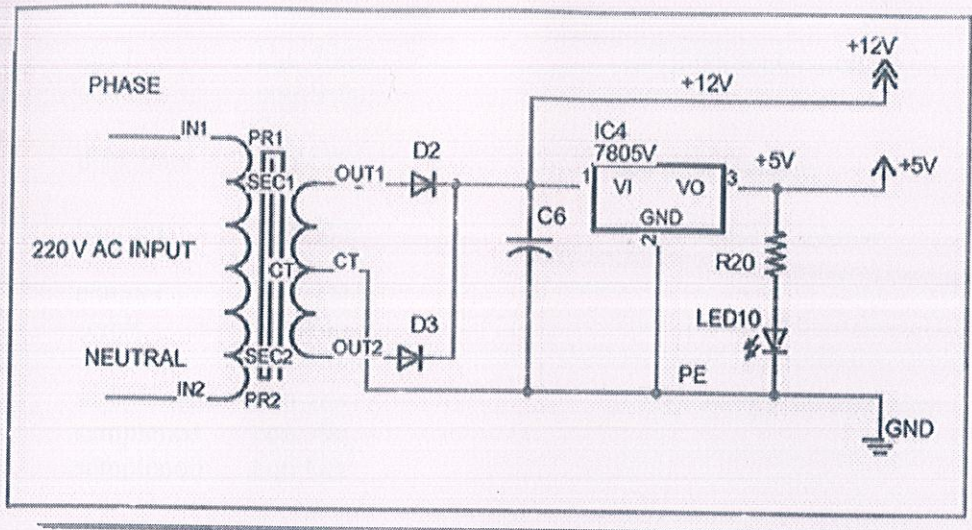 +12V
PHASE
+12V
IN1
PR1
IC4
7805V
D2
+5V
+5V
OUT1
1
VI
VO
3
SEC1
C6
GND
2
220 V AC INPUT
CT
CT
R20
D3
LED10
NEUTRAL
SEC2
OUT2
PE
IN2
PR2
GND